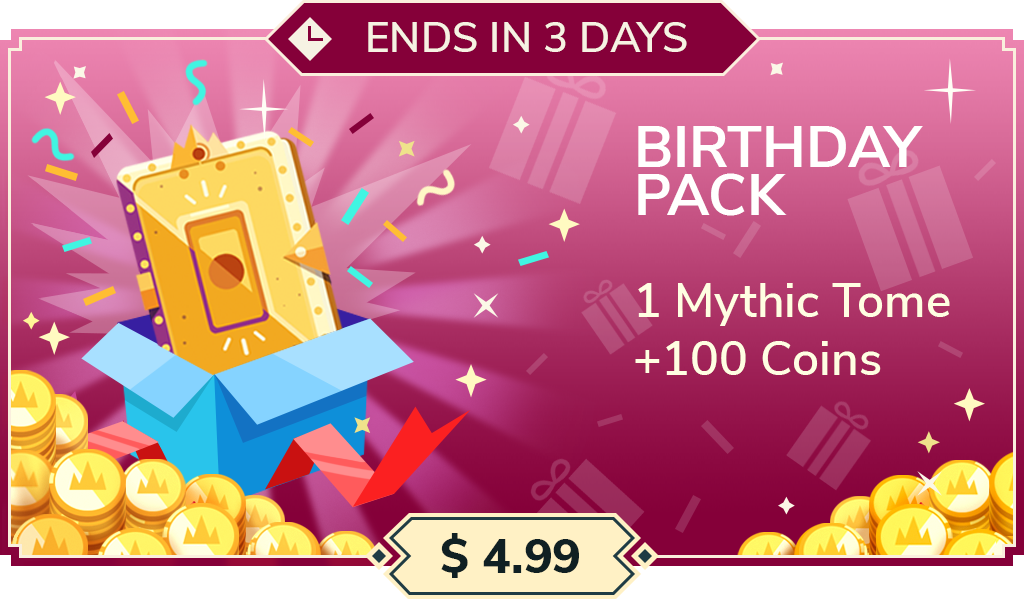 ENDS IN 3 DAYS
BIRTHDAY
PACK
1 Mythic Tome
+100 Coins
$ 4.99